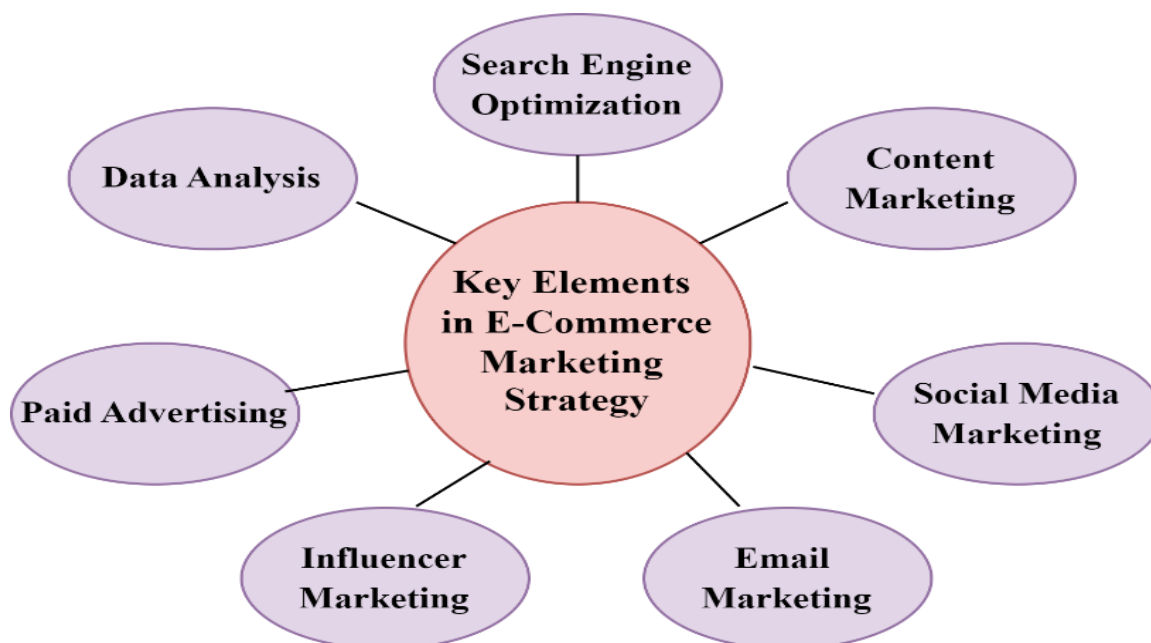 Search Engine
Optimization
Content
Marketing
Data Analysis
Key Elements
in E-Commerce
Marketing
Strategy
Social Media
Marketing
Paid Advertising
Email
Marketing
Influencer
Marketing